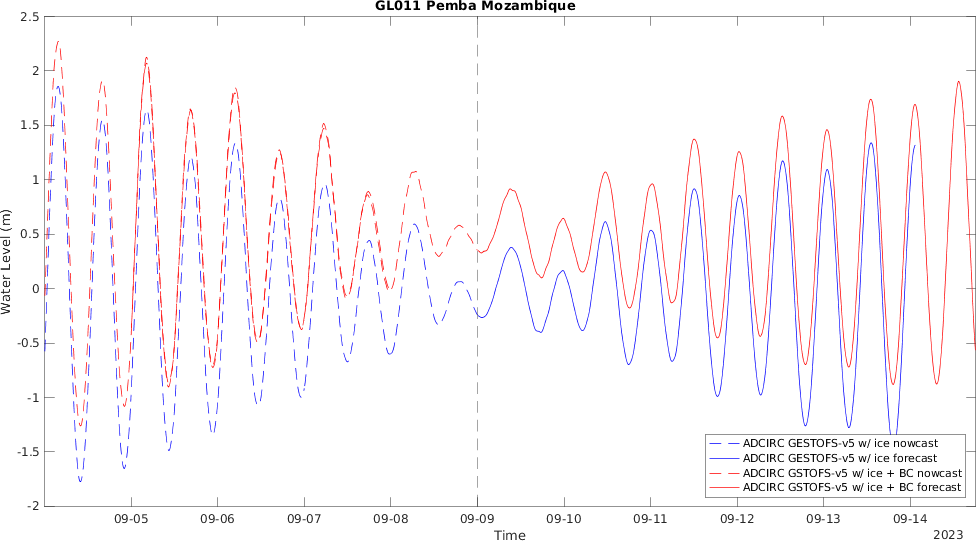 GL011 Pemba Mozambique
2.5
2
1.5
1
0.5
0
-0.5
-1
-1.5
-2
Water Level (m)
ADCIRC GESTOFS-v5 w/ ice nowcast
ADCIRC GESTOFS-v5 w/ ice forecast
ADCIRC GSTOFS-v5 w/ ice + BC nowcast
ADCIRC GSTOFS-v5 w/ ice + BC forecast
09-05 09-06 09-07 09-08 09-09 09-10 09-11 09-12 09-13 09-14
Time
2023